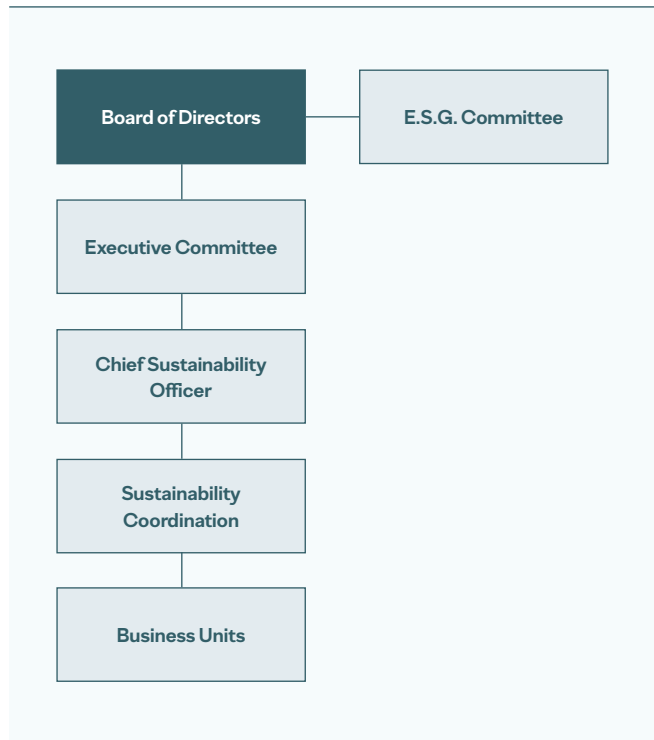 Board of Directors
E.S.G. Committee
Executive Committee
Chief Sustainability
Officer
Sustainability
Coordination
Business Units